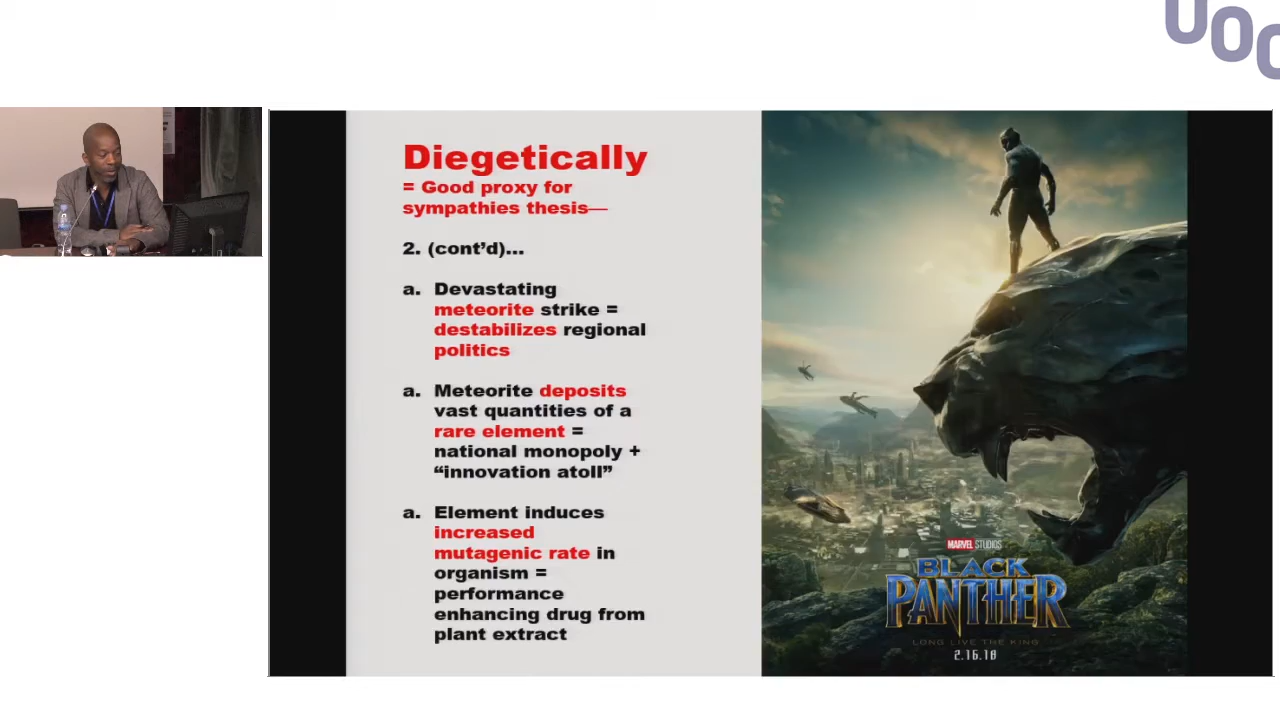 UOC
Diegetically
= Good proxy for
sympathies thesis—
2. (cont’d)...
a. Devastating
meteorite strike =
destabilizes regional
politics
a. Meteorite deposits
vast quantities of a
rare element =
national monopoly +
“innovation atoll”
a. Element induces
increased
mutagenic rate in
organism =
performance
enhancing drug from
plant extract
MARVEL STUDIOS
BLACK
PANTHER
LONG LIVE THE KING
2.16.18